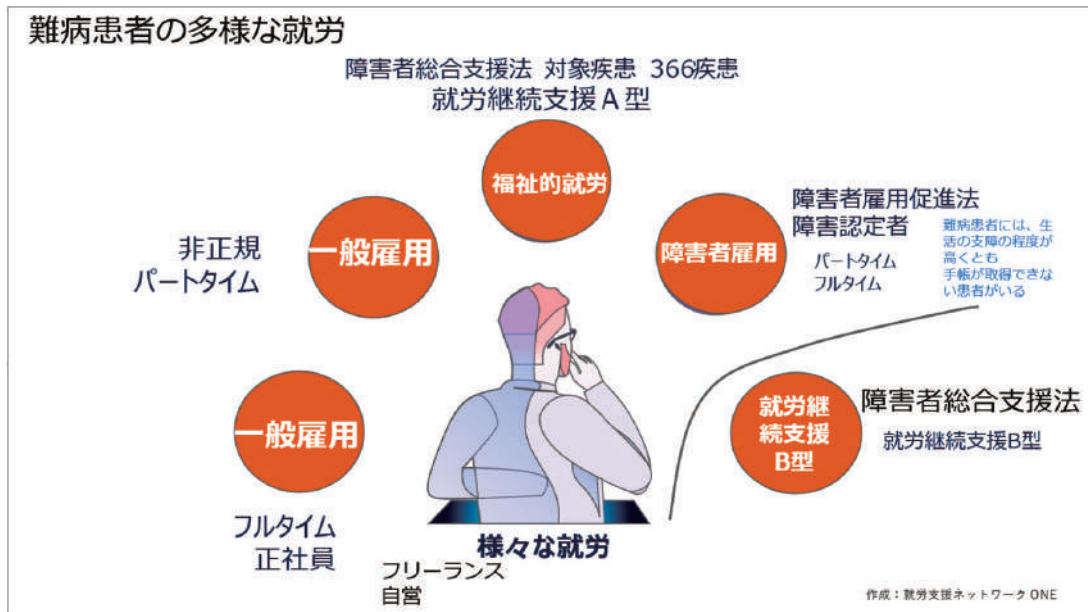 難病患者の多様な就労
障害者総合支援法 対象疾患 366疾患
就労継続支援A型
福祉的就労
非正規
パートタイム
一般雇用
障害者雇用
障害者雇用促進法
障害認定者
パートタイム
フルタイム
難病患者には、生
活の支障の程度が
高くとも
手帳が取得できな
い患者がいる
一般雇用
フルタイム
正社員
就労継
続支援
B型
障害者総合支援法
就労継続支援B型
様々な就労
フリーランス
自営
作成：就労支援ネットワーク ONE